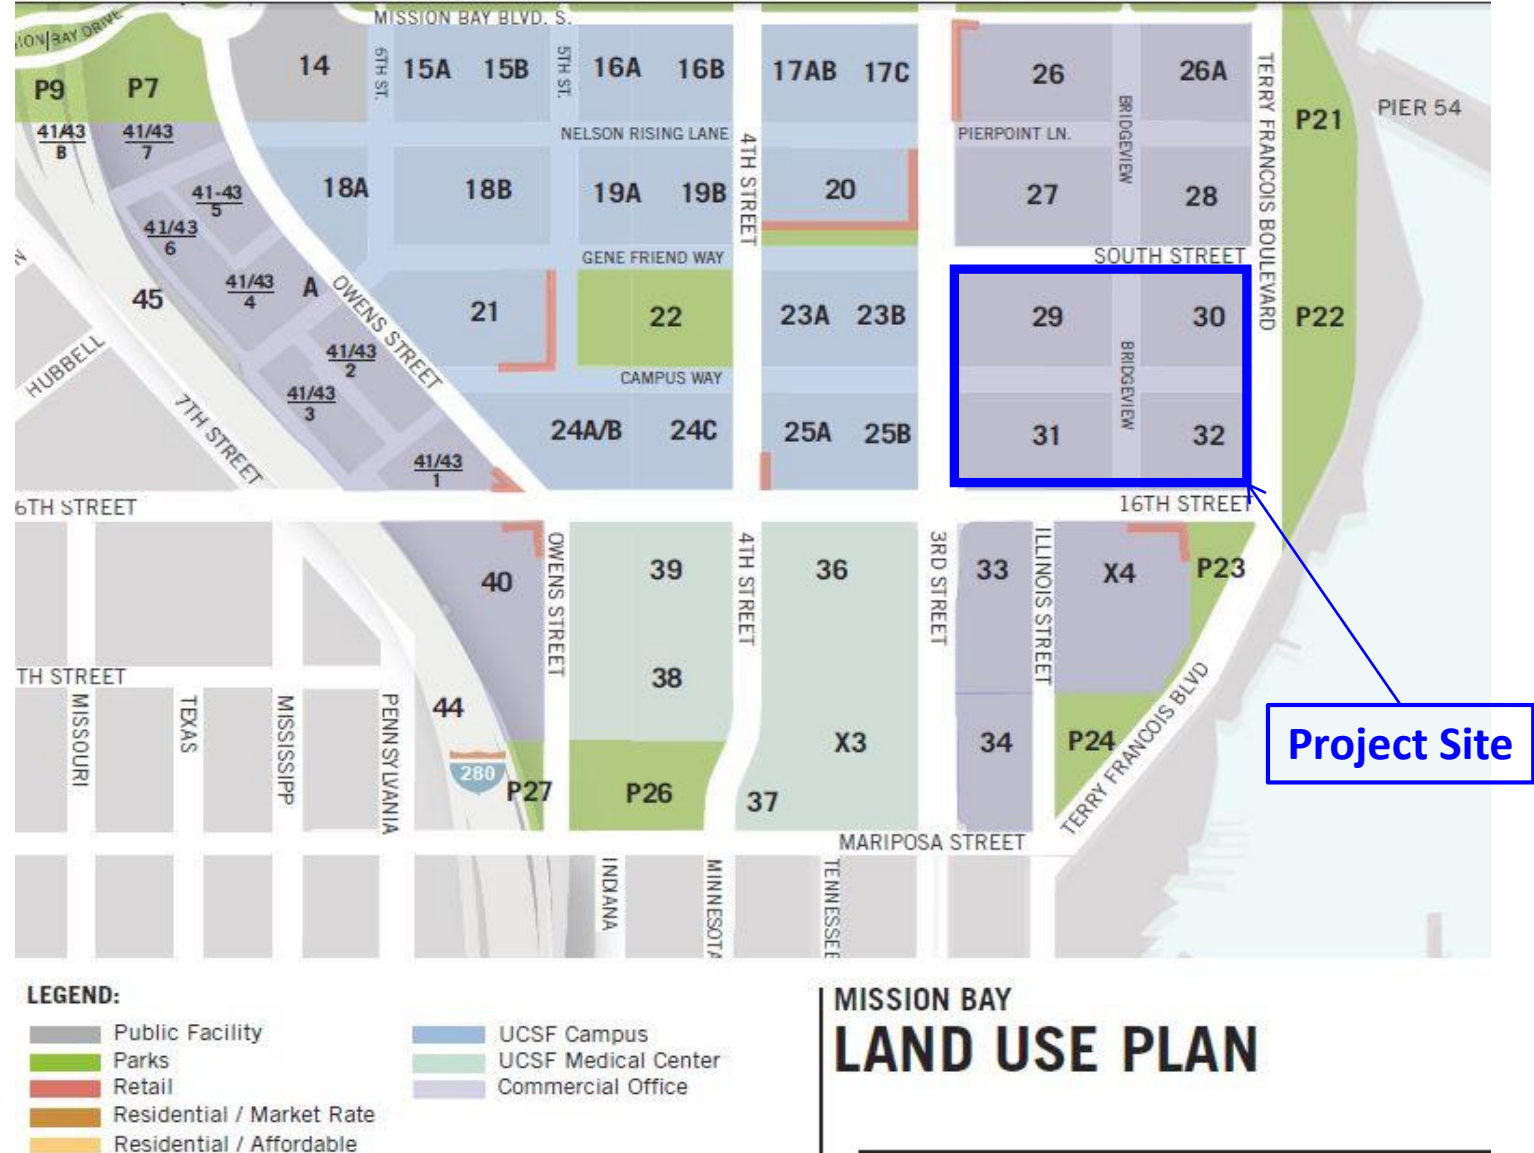 MISSION BAY BLVD. S.
ION BAY DRIVE
P9
P7
14
6TH ST.
15A
15B
5TH ST.
16A
16B
17AB
17C
26
26A
TERRY FRANCOIS BOULEVARD
P21
PIER 54
41/43
B
41/43
7
NELSON RISING LANE
4TH STREET
PIERPOINT LN.
BRIDGEVIEW
41-43
5
18A
18B
19A
19B
20
27
28
41/43
6
GENE FRIEND WAY
SOUTH STREET
45
41/43
4
A
OWENS STREET
21
22
23A
23B
29
30
P22
HUBBELL
41/43
2
CAMPUS WAY
BRIDGEVIEW
41/43
3
7TH STREET
24A/B
24C
25A
25B
31
32
41/43
1
6TH STREET
16TH STREET
40
OWENS STREET
39
4TH STREET
36
3RD STREET
33
ILLINOIS STREET
X4
P23
TH STREET
38
MISSOURI
TEXAS
MISSISSIPP
PENNSYLVANIA
44
X3
34
P24
TERRY FRANCOIS BLVD
Project Site
280
P27
P26
37
MARIPOSA STREET
INDIANA
MINNESOTA
TENNESSEE
LEGEND:
Public Facility
Parks
Retail
Residential / Market Rate
Residential / Affordable
UCSF Campus
UCSF Medical Center
Commercial Office
MISSION BAY
LAND USE PLAN